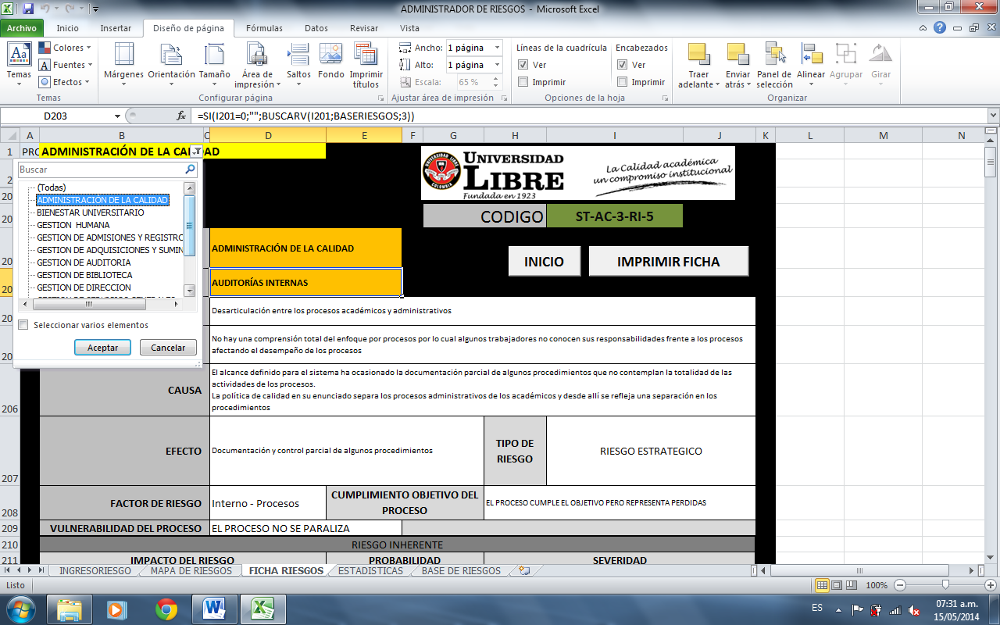 ADMINISTRADOR DE RIESGOS - Microsoft Excel
Archivo Inicio Insertar Diseño de página Fórmulas Datos Revisar Vista
Temas
Colores
Fuentes
Efectos
Temas
Márgenes Orientación Tamaño Área de impresión Saltos Fondo Imprimir títulos
Configurar página
Ancho: 1 página
Alto: 1 página
Escala: 65 %
Ajustar área de impresión
Líneas de la cuadrícula Encabezados
Ver Ver
Imprimir Imprimir
Opciones de la hoja
Traer adelante Enviar atrás Panel de selección Alinear Agrupar Girar
Organizar
D203 fx =SI(I201=0;"";BUSCARV(I201;BASERIESGOS;3))
A B C D E F G H I J K L M N
1 PRO ADMINISTRACIÓN DE LA CALIDAD
Buscar
(Todas)
ADMINISTRACIÓN DE LA CALIDAD
BIENESTAR UNIVERSITARIO
GESTION HUMANA
GESTION DE ADMISIONES Y REGISTRO
GESTION DE ADQUISICIONES Y SUMIN
GESTION DE AUDITORIA
GESTION DE BIBLIOTECA
GESTION DE DIRECCION
Seleccionar varios elementos
Aceptar Cancelar
UNIVERSIDAD
LIBRE
Fundada en 1923
COLOMBIA
La Calidad académica
un compromiso institucional
2
20
20
20
20
20
20
CODIGO ST-AC-3-RI-5
ADMINISTRACIÓN DE LA CALIDAD
INICIO IMPRIMIR FICHA
AUDITORÍAS INTERNAS
Desarticulación entre los procesos académicos y administrativos
No hay una comprensión total del enfoque por procesos por lo cual algunos trabajadores no conocen sus responsabilidades frente a los procesos
afectando el desempeño de los procesos
206 CAUSA
El alcance definido para el sistema ha ocasionado la documentación parcial de algunos procedimientos que no contemplan la totalidad de las
actividades de los procesos.
La política de calidad en su enunciado separa los procesos administrativos de los académicos y desde allí se refleja una separación en los
procedimientos
207 EFECTO Documentación y control parcial de algunos procedimientos
TIPO DE
RIESGO
RIESGO ESTRATEGICO
208 FACTOR DE RIESGO Interno - Procesos
CUMPLIMIENTO OBJETIVO DEL
PROCESO
EL PROCESO CUMPLE EL OBJETIVO PERO REPRESENTA PERDIDAS
209 VULNERABILIDAD DEL PROCESO EL PROCESO NO SE PARALIZA
210 RIESGO INHERENTE
211 IMPACTO DEL RIESGO PROBABILIDAD SEVERIDAD
INGRESORIESGO MAPA DE RIESGOS FICHA RIESGOS ESTADISTICAS BASE DE RIESGOS
Listo 100%
ES 07:31 a.m.
15/05/2014